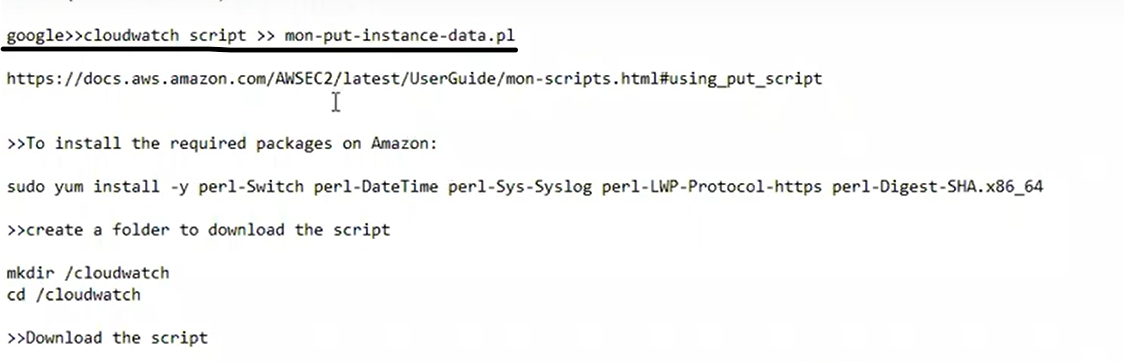 google>>cloudwatch script >> mon-put-instance-data.pl
https://docs.aws.amazon.com/AWSEC2/latest/UserGuide/mon-scripts.html#using_put_script
>>To install the required packages on Amazon:
sudo yum install -y perl-Switch perl-DateTime perl-Sys-Syslog perl-LWP-Protocol-https perl-Digest-SHA.x86_64
>>create a folder to download the script
mkdir /cloudwatch
cd /cloudwatch
>>Download the script